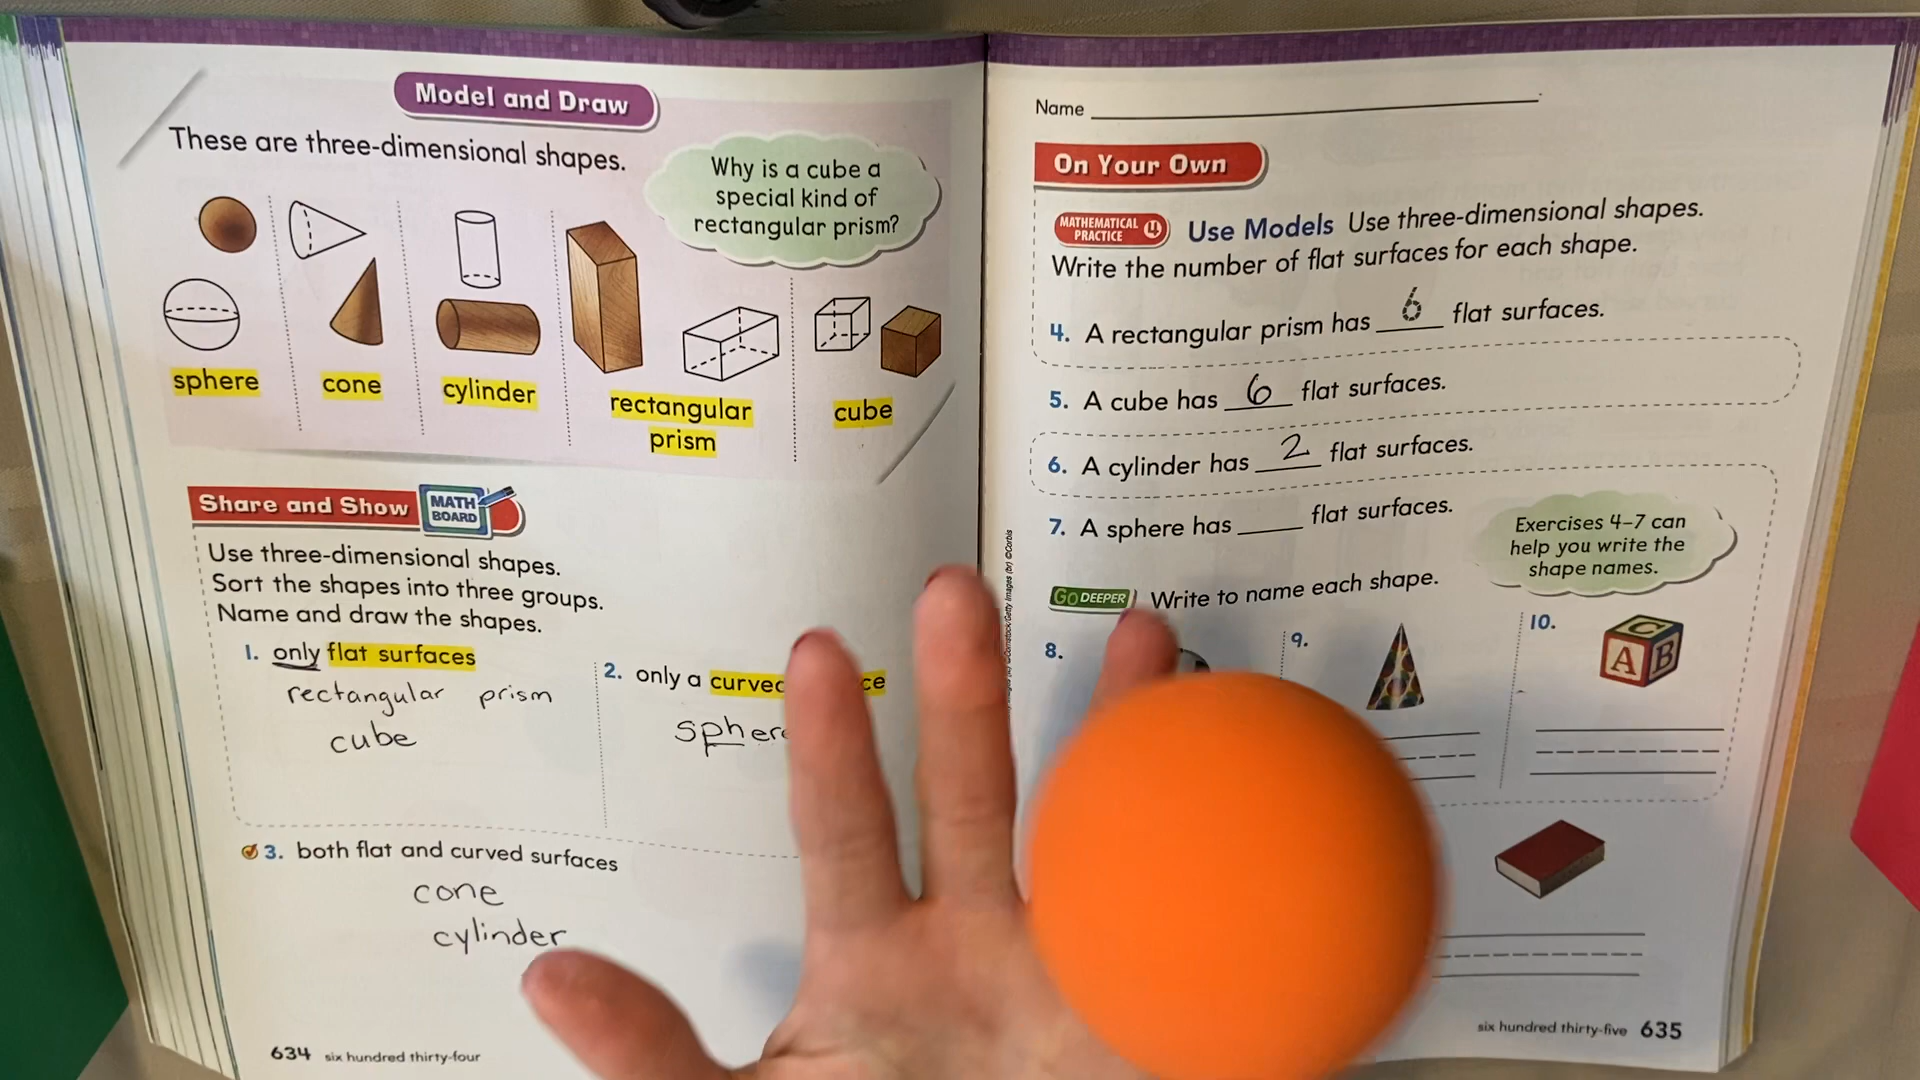 Model and Draw
These are three-dimensional shapes.
Why is a cube a
special kind of
rectangular prism?
sphere
cone
cylinder
rectangular
prism
cube
Share and Show
MATH
BOARD
Use three-dimensional shapes.
Sort the shapes into three groups.
Name and draw the shapes.
1. only flat surfaces
rectangular prism
cube
2. only a
3. both flat and curved surfaces
cone
cylinder
634 six hundred thirty-four
Name
On Your Own
MATHEMATICAL
PRACTICE 4
Use Models Use three-dimensional shapes.
Write the number of flat surfaces for each shape.
4. A rectangular prism has 6 flat surfaces.
5. A cube has 6 flat surfaces.
6. A cylinder has 2 flat surfaces.
7. A sphere has ____ flat surfaces.
Exercises 4–7 can
help you write the
shape names.
GO DEEPER Write to name each shape.
8.
9.
10.
C
A B
six hundred thirty-five 635